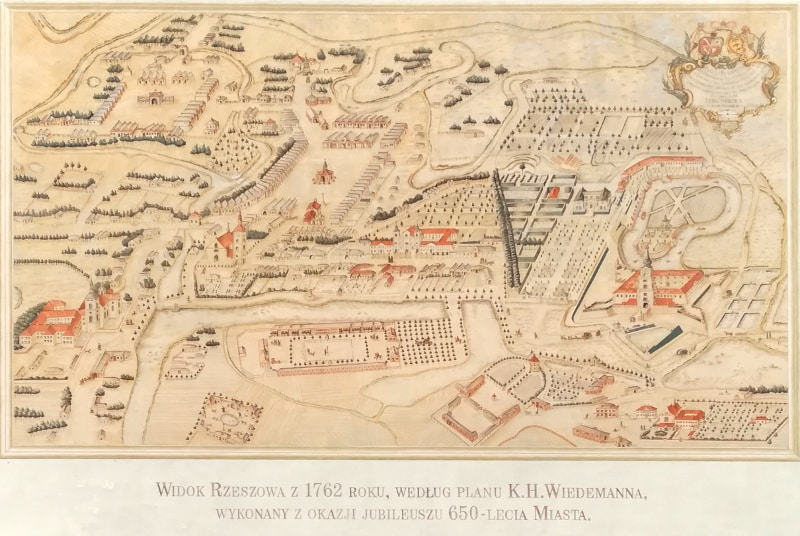 Widok Rzeszowa z 1762 roku, według planu K.H.Wiedemanna,
wykonany z okazji jubileuszu 650-lecia Miasta.